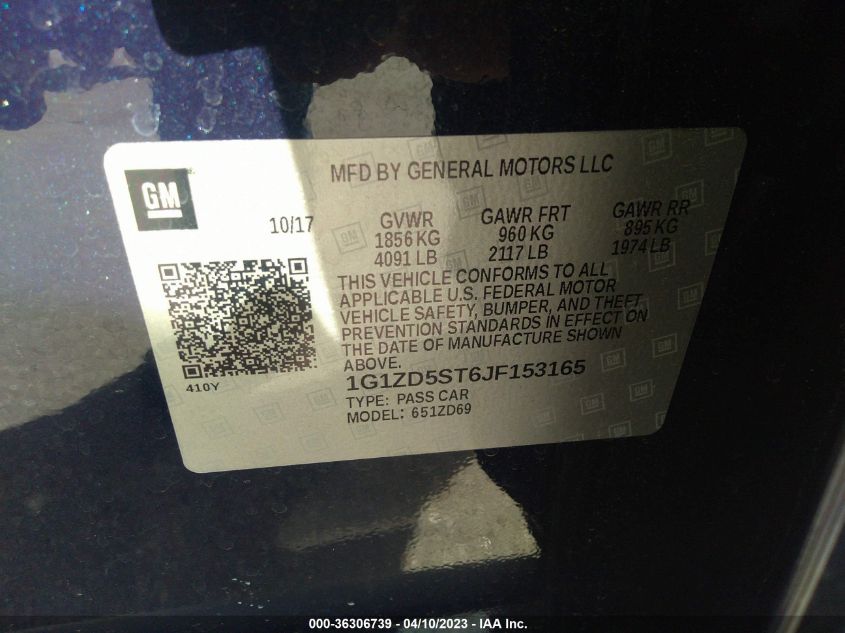 GM
MFD BY GENERAL MOTORS LLC
10/17
GVWR
1856 KG
4091 LB
GAWR FRT
960 KG
2117 LB
GAWR RR
895 KG
1974 LB
THIS VEHICLE CONFORMS TO ALL
APPLICABLE U.S. FEDERAL MOTOR
VEHICLE SAFETY, BUMPER, AND THEFT
PREVENTION STANDARDS IN EFFECT ON
THE DATE OF MANUFACTURE SHOWN
ABOVE.
410Y
1G1ZD5ST6JF153165
TYPE: PASS CAR
MODEL: 651ZD69
000-36306739 - 04/10/2023 - IAA Inc.